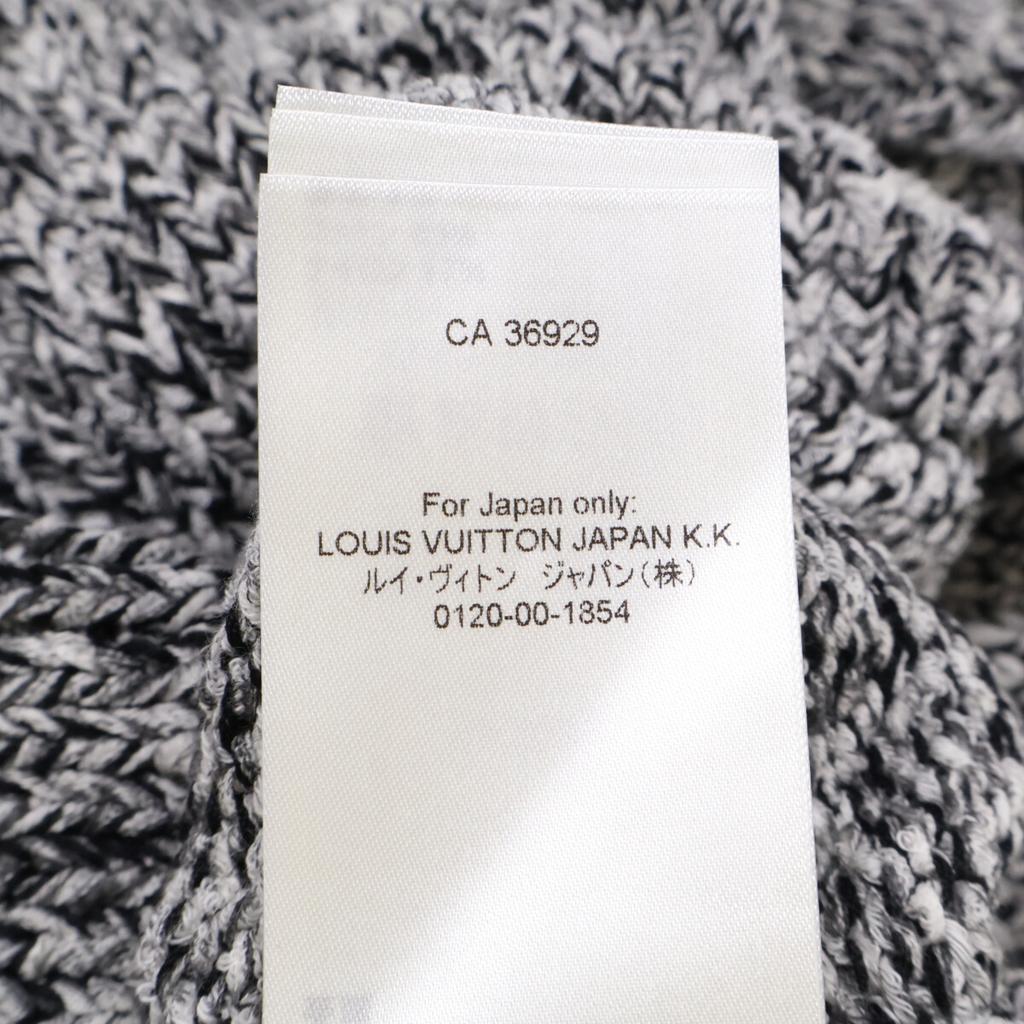 CA 36929
For Japan only:
LOUIS VUITTON JAPAN K.K.
ルイ・ヴィトン　ジャパン(株)
0120-00-1854